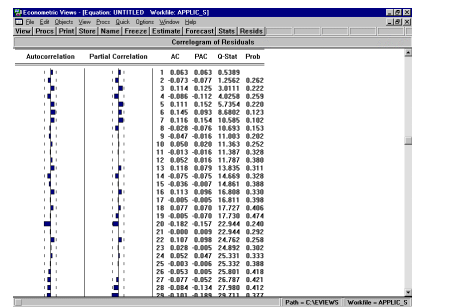 Econometric Views - [Equation: UNTITLED   Workfile: APPLIC_S]
File Edit Objects View Procs Quick Options Window Help
View Procs Print Store Name Freeze Estimate Forecast Stats Resids
Correlogram of Residuals
Autocorrelation Partial Correlation AC PAC Q-Stat Prob
1 0.063 0.063 0.5389
2 -0.073 -0.077 1.2562 0.262
3 0.114 0.125 3.0111 0.222
4 -0.086 -0.112 4.0258 0.259
5 0.111 0.152 5.7354 0.220
6 0.145 0.093 8.6802 0.123
7 0.116 0.154 10.585 0.102
8 -0.028 -0.076 10.693 0.153
9 -0.047 -0.016 11.003 0.202
10 0.050 0.020 11.363 0.252
11 -0.013 -0.016 11.387 0.328
12 0.052 0.016 11.787 0.380
13 0.118 0.079 13.835 0.311
14 -0.075 -0.075 14.669 0.328
15 -0.036 -0.007 14.861 0.388
16 0.113 0.096 16.808 0.330
17 -0.005 -0.005 16.811 0.398
18 0.077 0.070 17.727 0.406
19 -0.005 -0.070 17.730 0.474
20 -0.182 -0.157 22.944 0.240
21 -0.000 0.009 22.944 0.292
22 0.107 0.098 24.762 0.258
23 0.028 -0.005 24.892 0.302
24 0.052 0.047 25.331 0.333
25 -0.003 -0.006 25.332 0.388
26 -0.053 0.005 25.801 0.418
27 -0.077 -0.052 26.787 0.421
28 -0.084 -0.134 27.980 0.412
29 -0.101 -0.189 29.711 0.377
Path = C:\EVIEWS Workfile = APPLIC_S